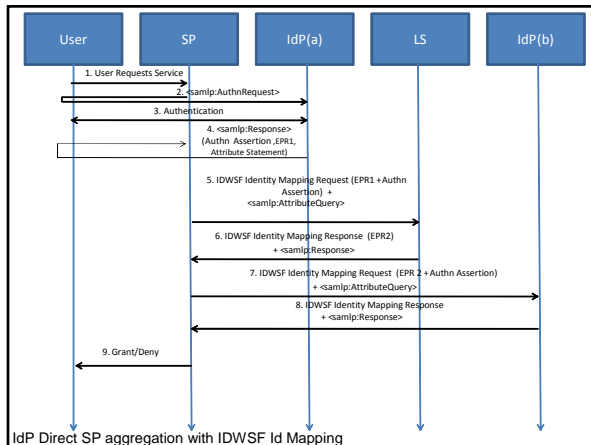 User SP IdP(a) LS IdP(b)
1. User Requests Service
2. <samlp:AuthnRequest>
3. Authentication
4. <samlp:Response>
(Authn Assertion ,EPR1,
Attribute Statement)
5. IDWSF Identity Mapping Request (EPR1 +Authn
Assertion) +
<samlp:AttributeQuery>
6. IDWSF Identity Mapping Response (EPR2)
+ <samlp:Response>
7. IDWSF Identity Mapping Request (EPR 2 +Authn Assertion)
+ <samlp:AttributeQuery>
8. IDWSF Identity Mapping Response
+ <samlp:Response>
9. Grant/Deny
IdP Direct SP aggregation with IDWSF Id Mapping